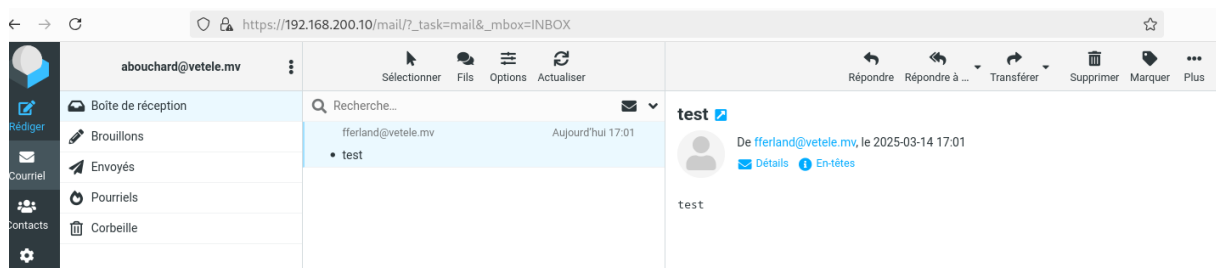 https://192.168.200.10/mail/?_task=mail&_mbox=INBOX
abouchard@vetele.mv
Sélectionner Fils Options Actualiser
Répondre Répondre à ... Transférer Supprimer Marquer Plus
Rédiger
Courriel
Contacts
Boîte de réception
Brouillons
Envoyés
Pourriels
Corbeille
Recherche...
fferland@vetele.mv Aujourd'hui 17:01
test
test
De fferland@vetele.mv, le 2025-03-14 17:01
Détails En-têtes
test